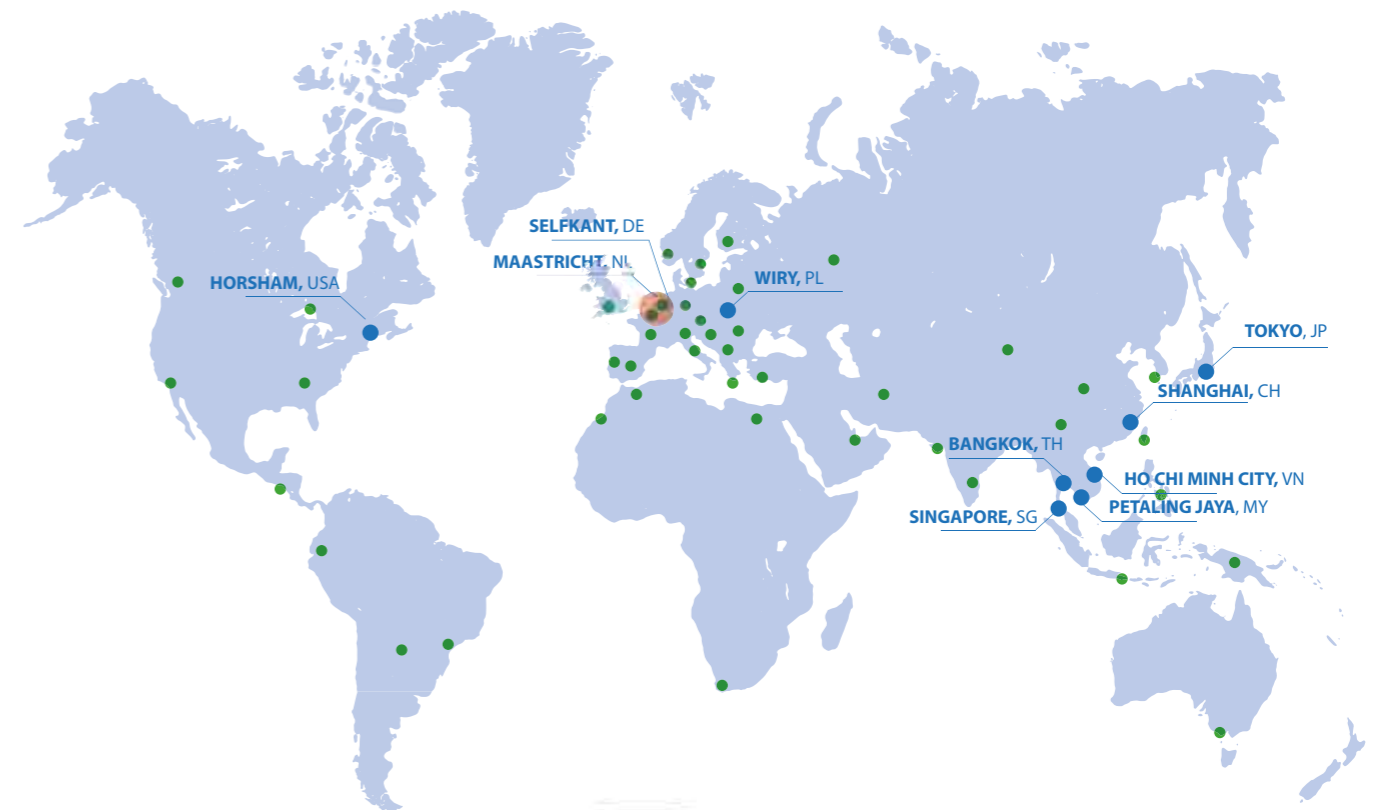 SELFKANT, DE
MAASTRICHT, NL
HORSHAM, USA
WIRY, PL
TOKYO, JP
SHANGHAI, CH
BANGKOK, TH
HO CHI MINH CITY, VN
PETALING JAYA, MY
SINGAPORE, SG